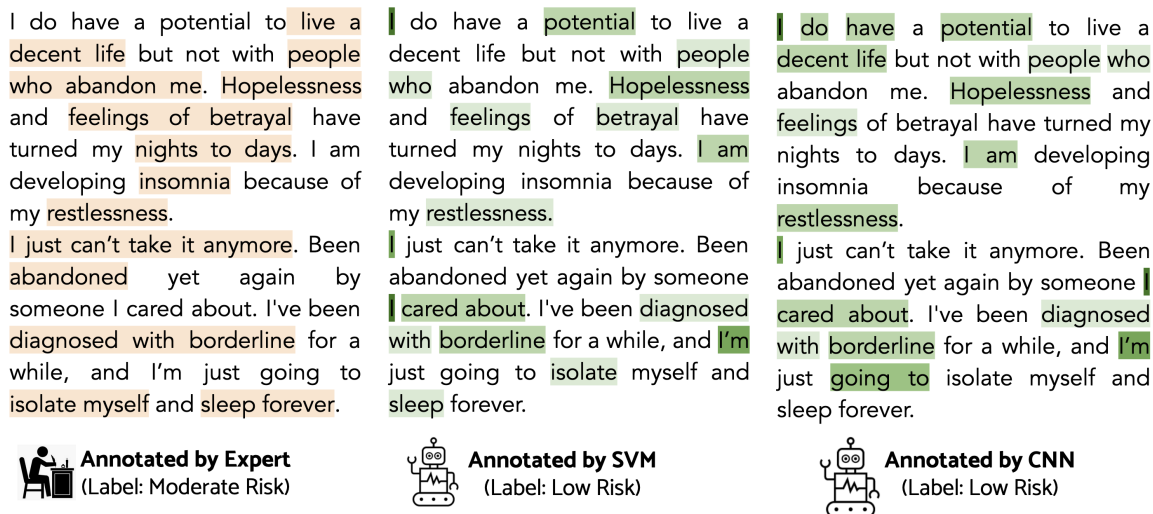 I do have a potential to live a
decent life but not with people
who abandon me. Hopelessness
and feelings of betrayal have
turned my nights to days. I am
developing insomnia because of
my restlessness.
I just can't take it anymore. Been
abandoned yet again by
someone I cared about. I've been
diagnosed with borderline for a
while, and I'm just going to
isolate myself and sleep forever.
Annotated by Expert
(Label: Moderate Risk)
I do have a potential to live a
decent life but not with people
who abandon me. Hopelessness
and feelings of betrayal have
turned my nights to days. I am
developing insomnia because of
my restlessness.
I just can't take it anymore. Been
abandoned yet again by someone
I cared about. I've been diagnosed
with borderline for a while, and I'm
just going to isolate myself and
sleep forever.
Annotated by SVM
(Label: Low Risk)
I do have a potential to live a
decent life but not with people who
abandon me. Hopelessness and
feelings of betrayal have turned my
nights to days. I am developing
insomnia because of my
restlessness.
I just can't take it anymore. Been
abandoned yet again by someone I
cared about. I've been diagnosed
with borderline for a while, and I'm
just going to isolate myself and
sleep forever.
Annotated by CNN
(Label: Low Risk)